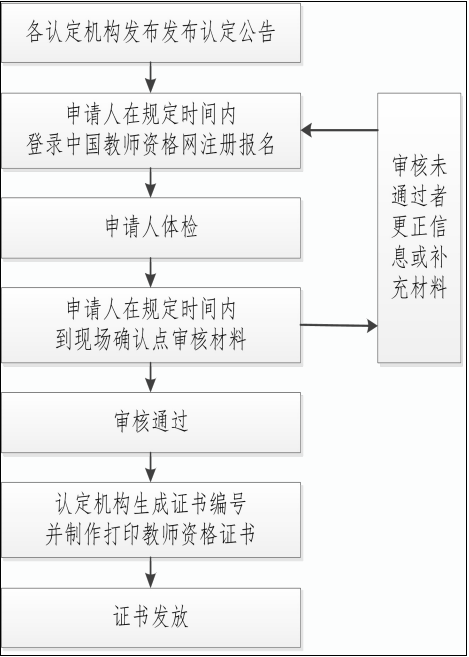 各认定机构发布发布认定公告
申请人在规定时间内
登录中国教师资格网注册报名
申请人体检
申请人在规定时间内
到现场确认点审核材料
审核通过
认定机构生成证书编号
并制作打印教师资格证书
证书发放
审核未
通过者
更正信
息或补
充材料